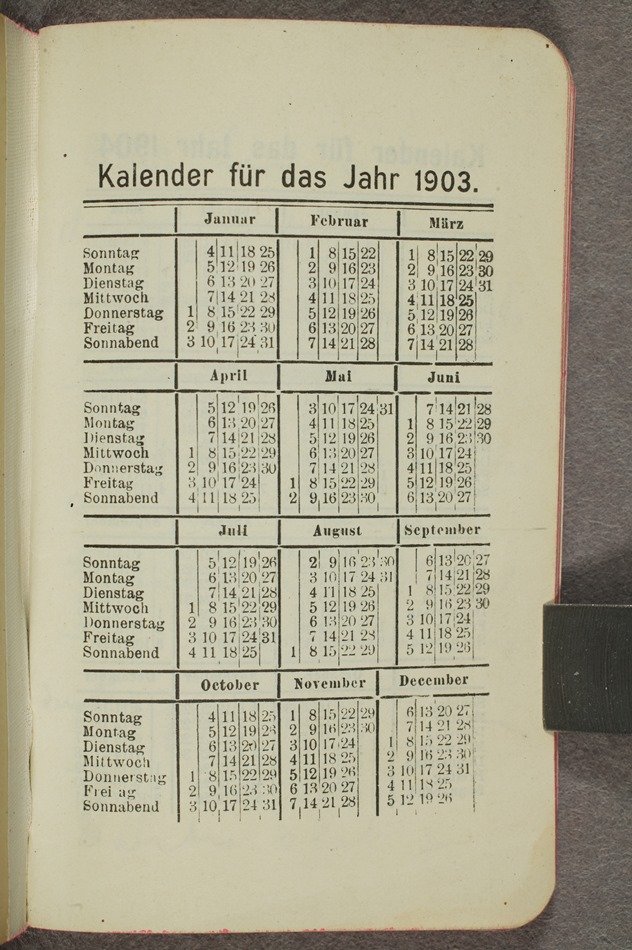 Kalender für das Jahr 1903.
Januar Februar März
Sonntag 4 11 18 25 1 8 15 22 1 8 15 22 29
Montag 5 12 19 26 2 9 16 23 2 9 16 23 30
Dienstag 6 13 20 27 3 10 17 24 3 10 17 24 31
Mittwoch 7 14 21 28 4 11 18 25 4 11 18 25
Donnerstag 1 8 15 22 29 5 12 19 26 5 12 19 26
Freitag 2 9 16 23 30 6 13 20 27 6 13 20 27
Sonnabend 3 10 17 24 31 7 14 21 28 7 14 21 28
April Mai Juni
Sonntag 5 12 19 26 3 10 17 24 31 7 14 21 28
Montag 6 13 20 27 4 11 18 25 1 8 15 22 29
Dienstag 7 14 21 28 5 12 19 26 2 9 16 23 30
Mittwoch 1 8 15 22 29 6 13 20 27 3 10 17 24
Donnerstag 2 9 16 23 30 7 14 21 28 4 11 18 25
Freitag 3 10 17 24 1 8 15 22 29 5 12 19 26
Sonnabend 4 11 18 25 2 9 16 23 30 6 13 20 27
Juli August September
Sonntag 5 12 19 26 2 9 16 23 30 6 13 20 27
Montag 6 13 20 27 3 10 17 24 31 7 14 21 28
Dienstag 7 14 21 28 4 11 18 25 1 8 15 22 29
Mittwoch 1 8 15 22 29 5 12 19 26 2 9 16 23 30
Donnerstag 2 9 16 23 30 6 13 20 27 3 10 17 24
Freitag 3 10 17 24 31 7 14 21 28 4 11 18 25
Sonnabend 4 11 18 25 1 8 15 22 29 5 12 19 26
October November December
Sonntag 4 11 18 25 1 8 15 22 29 6 13 20 27
Montag 5 12 19 26 2 9 16 23 30 7 14 21 28
Dienstag 6 13 20 27 3 10 17 24 1 8 15 22 29
Mittwoch 7 14 21 28 4 11 18 25 2 9 16 23 30
Donnerstag 1 8 15 22 29 5 12 19 26 3 10 17 24 31
Frei ag 2 9 16 23 30 6 13 20 27 4 11 18 25
Sonnabend 3 10 17 24 31 7 14 21 28 5 12 19 26